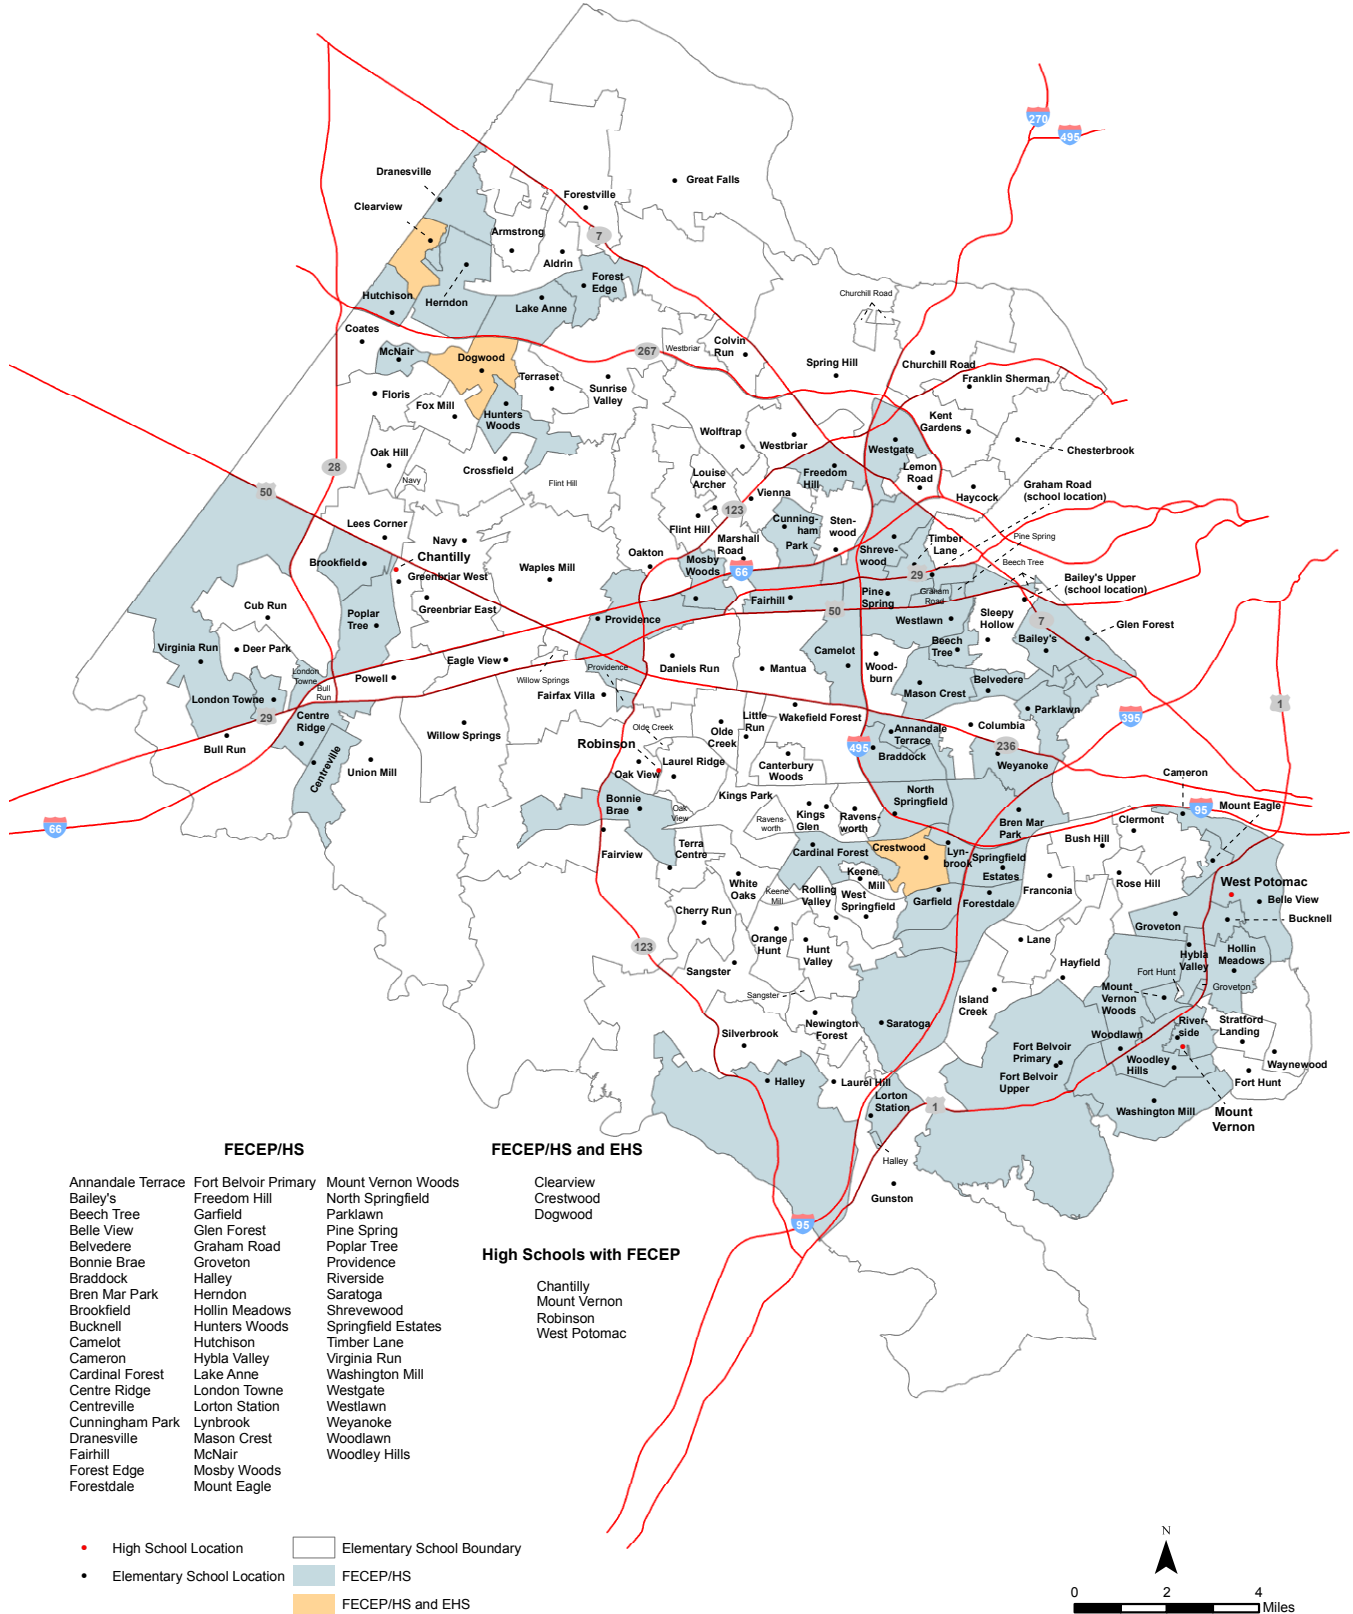 270
495
Dranesville
Great Falls
Clearview
Forestville
Armstrong
7
Aldrin
Forest
Edge
Hutchison
Herndon
Lake Anne
Churchill Road
Coates
McNair
Dogwood
267
Westbriar
Colvin
Run
Spring Hill
Churchill Road
Franklin Sherman
Terraset
Sunrise
Valley
Floris
Fox Mill
Hunters
Woods
Kent
Gardens
Wolftrap
Westbriar
Westgate
Chesterbrook
Oak Hill
Crossfield
Navy
Flint Hill
28
50
Louise
Archer
Freedom
Hill
Lemon
Road
Vienna
Haycock
Graham Road
(school location)
123
Lees Corner
Navy
Flint Hill
Cunning-
ham
Park
Sten-
wood
Chantilly
Brookfield
Greenbriar West
Waples Mill
Oakton
Marshall
Road
Mosby
Woods
66
Shreve-
wood
Timber
Lane
Pine Spring
Beech Tree
29
Bailey's Upper
(school location)
Cub Run
Greenbriar East
Poplar
Tree
Fairhill
Pine
Spring
Graham
Road
50
Sleepy
Hollow
7
Glen Forest
Providence
Westlawn
Virginia Run
Deer Park
Eagle View
Daniels Run
Mantua
Camelot
Wood-
burn
Beech
Tree
Bailey's
London
Towne
Bull
Run
Powell
Willow Springs
Providence
Fairfax Villa
Mason Crest
Belvedere
London Towne
29
Centre
Ridge
Bull Run
Willow Springs
Wakefield Forest
Parklawn
1
395
Little
Run
Olde Creek
Olde
Creek
Columbia
Annandale
Terrace
Robinson
495
Braddock
236
Weyanoke
Centreville
Union Mill
Oak View
Laurel Ridge
Canterbury
Woods
Cameron
66
Bonnie
Brae
Oak
View
Kings Park
Ravens-
worth
Kings
Glen
Ravens-
worth
North
Springfield
Bren Mar
Park
Mount Eagle
95
Clermont
Bush Hill
Fairview
Terra
Centre
Cardinal Forest
Crestwood
Lyn-
brook
Springfield
Estates
White
Oaks
Keene
Mill
Keene
Mill
Rolling
Valley
West
Springfield
Garfield
Forestdale
Franconia
Rose Hill
West Potomac
Belle View
Bucknell
Cherry Run
Groveton
Orange
Hunt
Hunt
Valley
Lane
Hybla
Valley
Hollin
Meadows
123
Sangster
Hayfield
Fort Hunt
Groveton
Sangster
Island
Creek
Mount
Vernon
Woods
Silverbrook
Newington
Forest
Saratoga
River-
side
Stratford
Landing
Woodlawn
Fort Belvoir
Primary
Fort Belvoir
Upper
Woodley
Hills
Waynewood
Halley
Laurel Hill
Fort Hunt
Lorton
Station
1
Washington Mill
Mount
Vernon
Halley
Gunston
95
FECEP/HS
Annandale Terrace
Bailey's
Beech Tree
Belle View
Belvedere
Bonnie Brae
Braddock
Bren Mar Park
Brookfield
Bucknell
Camelot
Cameron
Cardinal Forest
Centre Ridge
Centreville
Cunningham Park
Dranesville
Fairhill
Forest Edge
Forestdale
Fort Belvoir Primary
Freedom Hill
Garfield
Glen Forest
Graham Road
Groveton
Halley
Herndon
Hollin Meadows
Hunters Woods
Hutchison
Hybla Valley
Lake Anne
London Towne
Lorton Station
Lynbrook
Mason Crest
McNair
Mosby Woods
Mount Eagle
Mount Vernon Woods
North Springfield
Parklawn
Pine Spring
Poplar Tree
Providence
Riverside
Saratoga
Shrevewood
Springfield Estates
Timber Lane
Virginia Run
Washington Mill
Westgate
Westlawn
Weyanoke
Woodlawn
Woodley Hills
FECEP/HS and EHS
Clearview
Crestwood
Dogwood
High Schools with FECEP
Chantilly
Mount Vernon
Robinson
West Potomac
High School Location
Elementary School Location
Elementary School Boundary
FECEP/HS
FECEP/HS and EHS
N
0 2 4
Miles